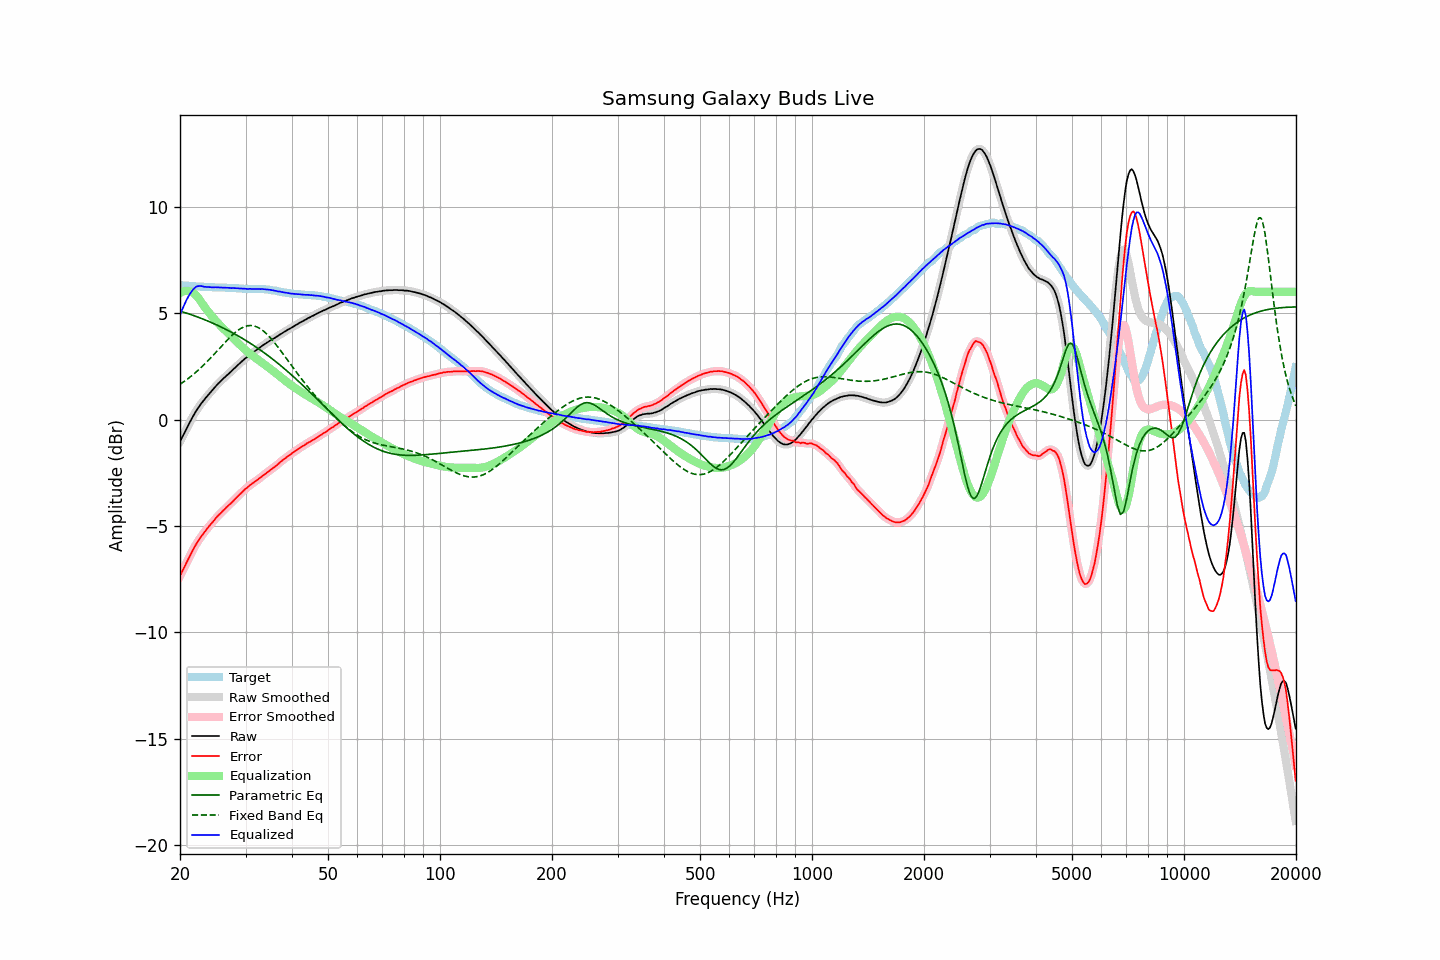 Samsung Galaxy Buds Live
Amplitude (dBr)
10
5
0
−5
−10
−15
−20
Target
Raw Smoothed
Error Smoothed
Raw
Error
Equalization
Parametric Eq
Fixed Band Eq
Equalized
20 50 100 200 500 1000 2000 5000 10000 20000
Frequency (Hz)